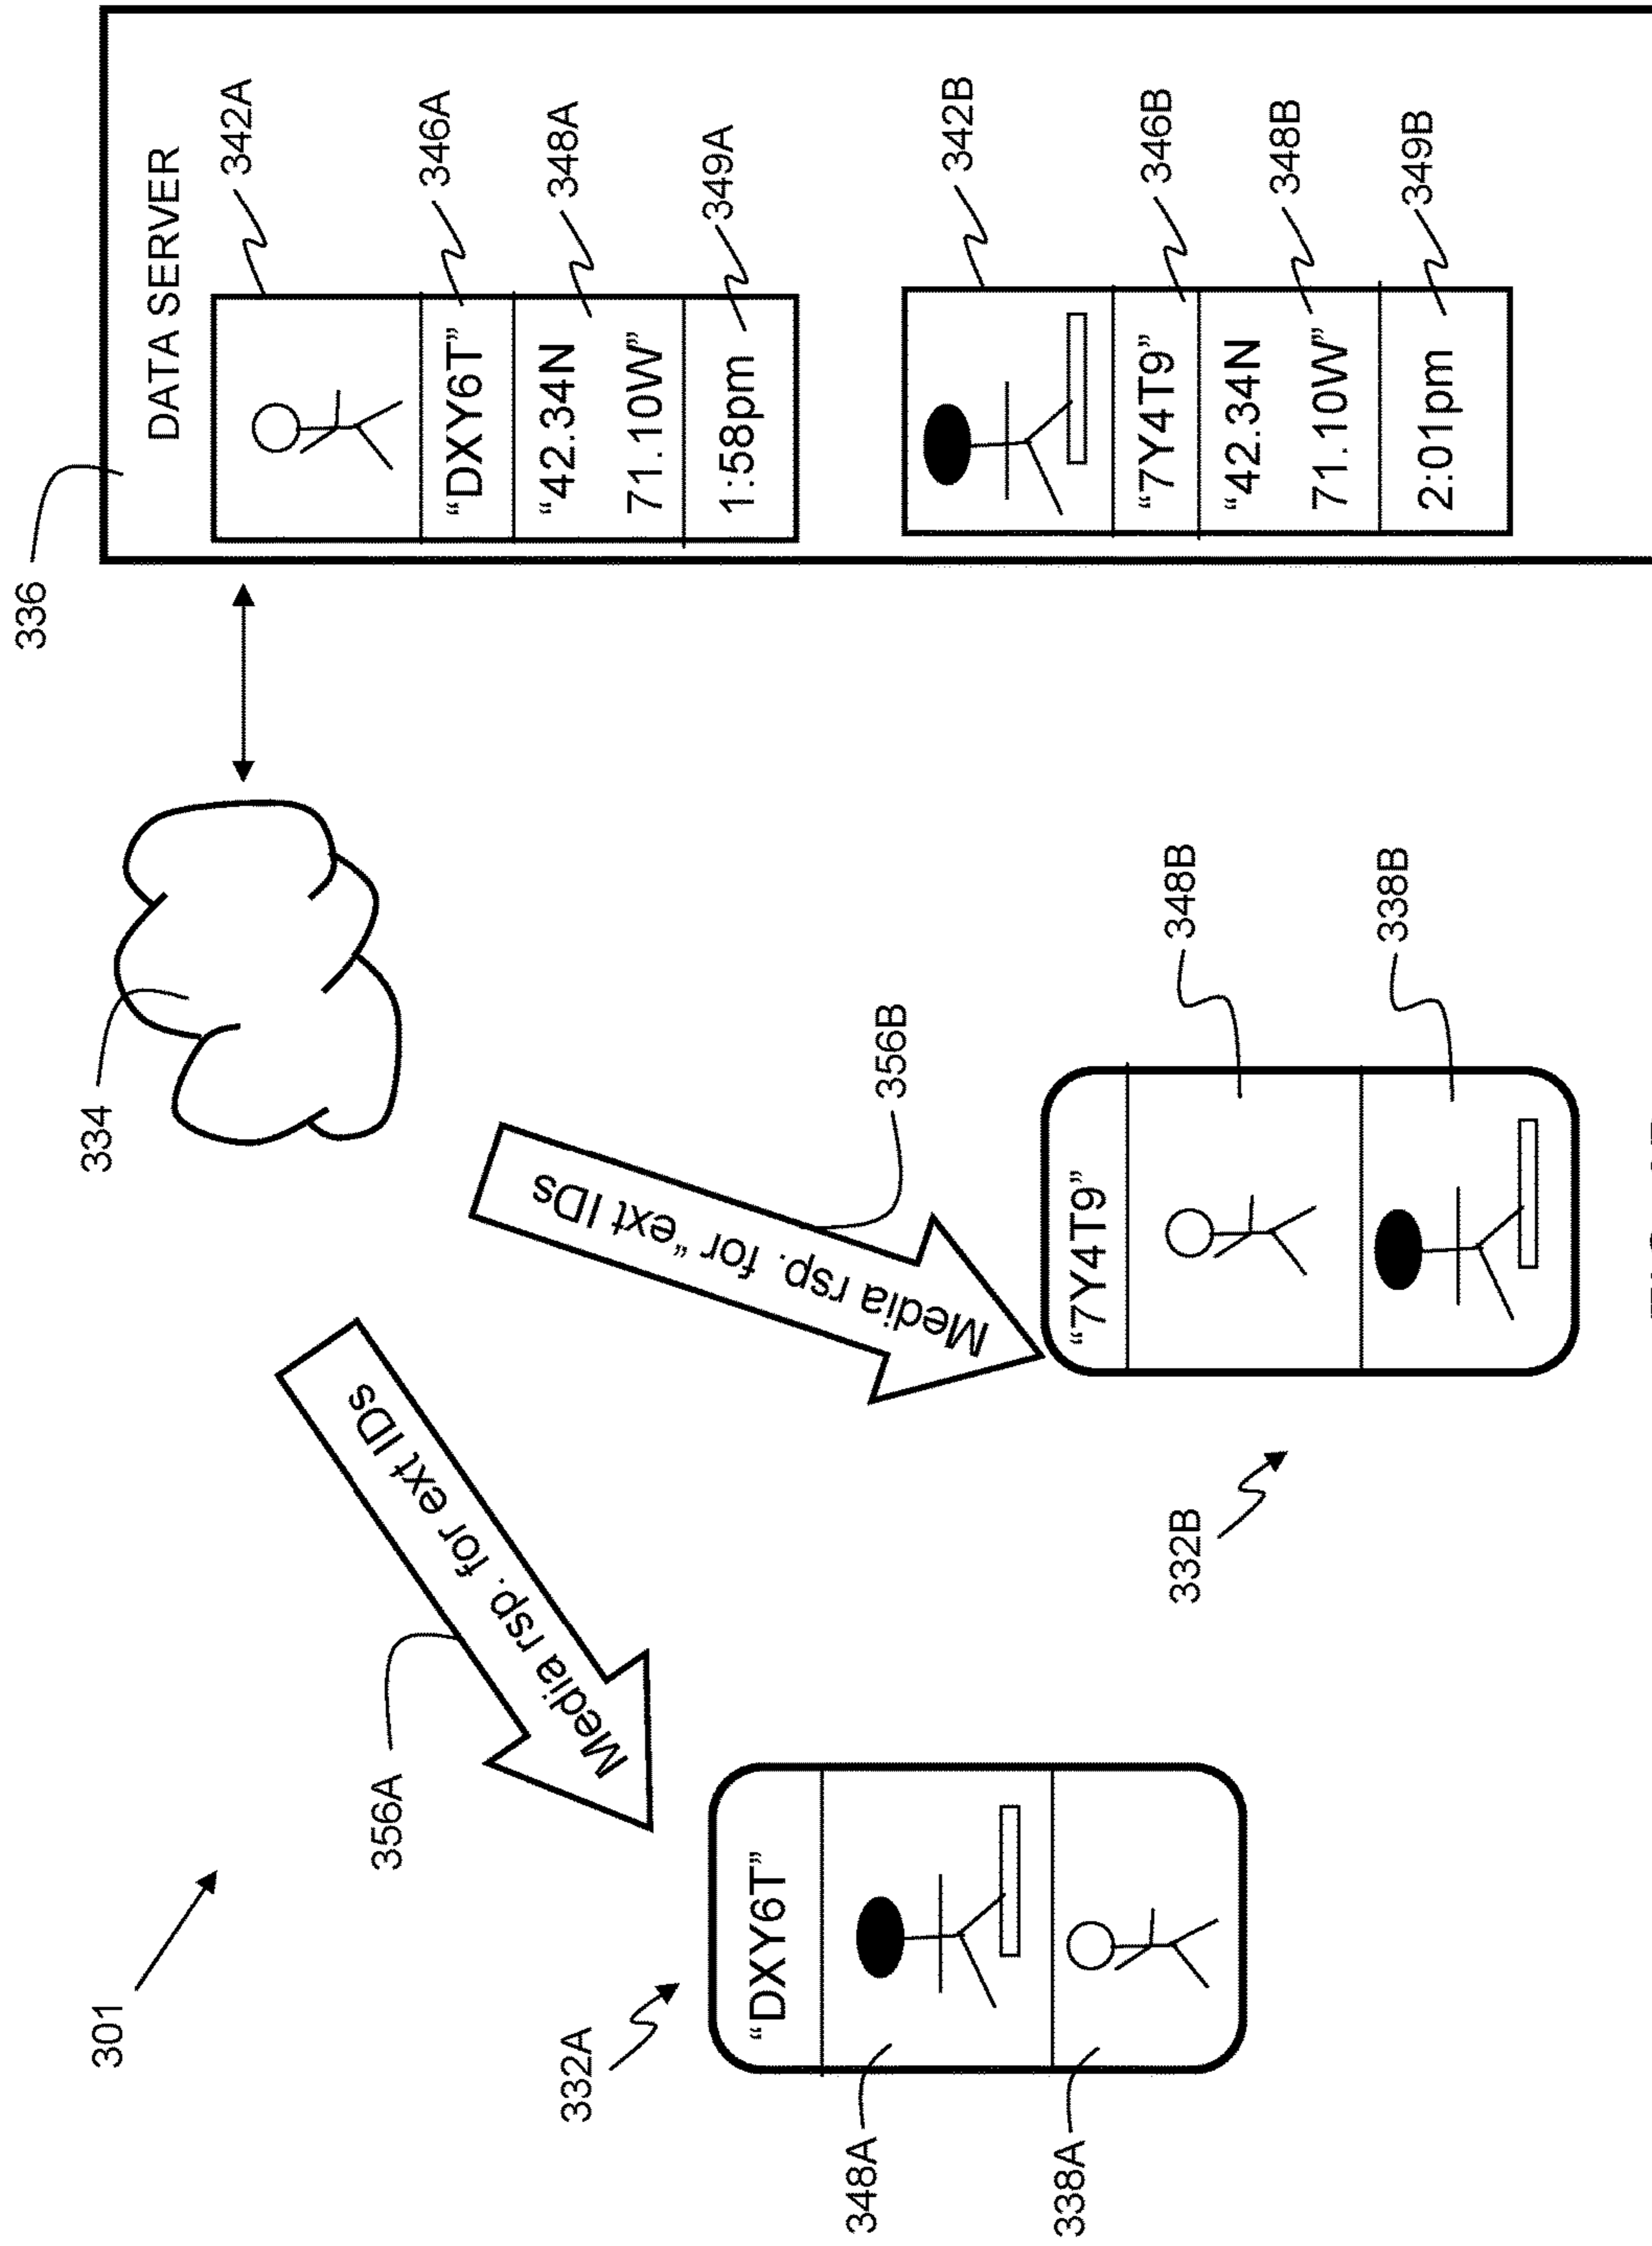 301
334
336
DATA SERVER
342A
“DXY6T”
346A
“42.34N
71.10W”
348A
1:58pm
349A
342B
“7Y4T9”
346B
“42.34N
71.10W”
348B
2:01pm
349B
356A
Media rsp. for ext IDs
356B
Media rsp. for “ext IDs
332A
“DXY6T”
348A
338A
332B
“7Y4T9”
348B
338B